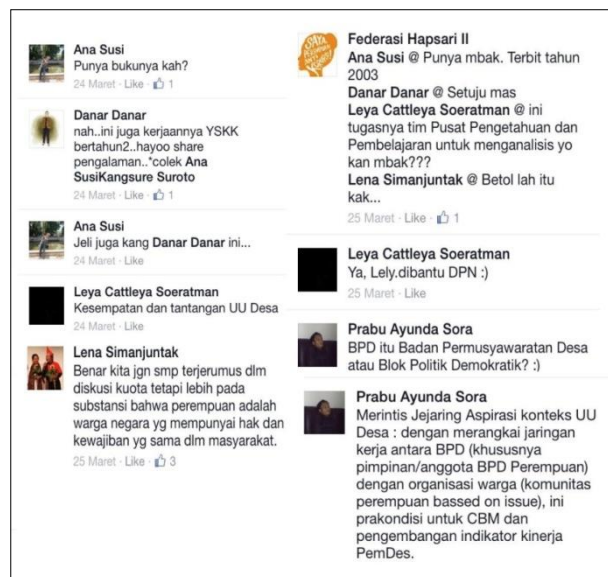 Ana Susi
Punya bukunya kah?
24 Maret · Like · 1
Danar Danar
nah..ini juga kerjaannya YSKK
bertahun2..hayoo share
pengalaman..*colek Ana
SusiKangsure Suroto
24 Maret · Like · 1
Ana Susi
Jeli juga kang Danar Danar ini...
24 Maret · Like
Leya Cattleya Soeratman
Kesempatan dan tantangan UU Desa
24 Maret · Like
Lena Simanjuntak
Benar kita jgn smp terjerumus dlm
diskusi kuota tetapi lebih pada
substansi bahwa perempuan adalah
warga negara yg mempunyai hak dan
kewajiban yg sama dlm masyarakat.
25 Maret · Like · 3
Federasi Hapsari II
Ana Susi @ Punya mbak. Terbit tahun
2003
Danar Danar @ Setuju mas
Leya Cattleya Soeratman @ ini
tugasnya tim Pusat Pengetahuan dan
Pembelajaran untuk menganalisis yo
kan mbak???
Lena Simanjuntak @ Betol lah itu
kak...
25 Maret · Like · 1
Leya Cattleya Soeratman
Ya, Lely.dibantu DPN :)
25 Maret · Like
Prabu Ayunda Sora
BPD itu Badan Permusyawaratan Desa
atau Blok Politik Demokratik? :)
Prabu Ayunda Sora
Merintis Jejaring Aspirasi konteks UU
Desa : dengan merangkai jaringan
kerja antara BPD (khususnya
pimpinan/anggota BPD Perempuan)
dengan organisasi warga (komunitas
perempuan bassed on issue), ini
prakondisi untuk CBM dan
pengembangan indikator kinerja
PemDes.